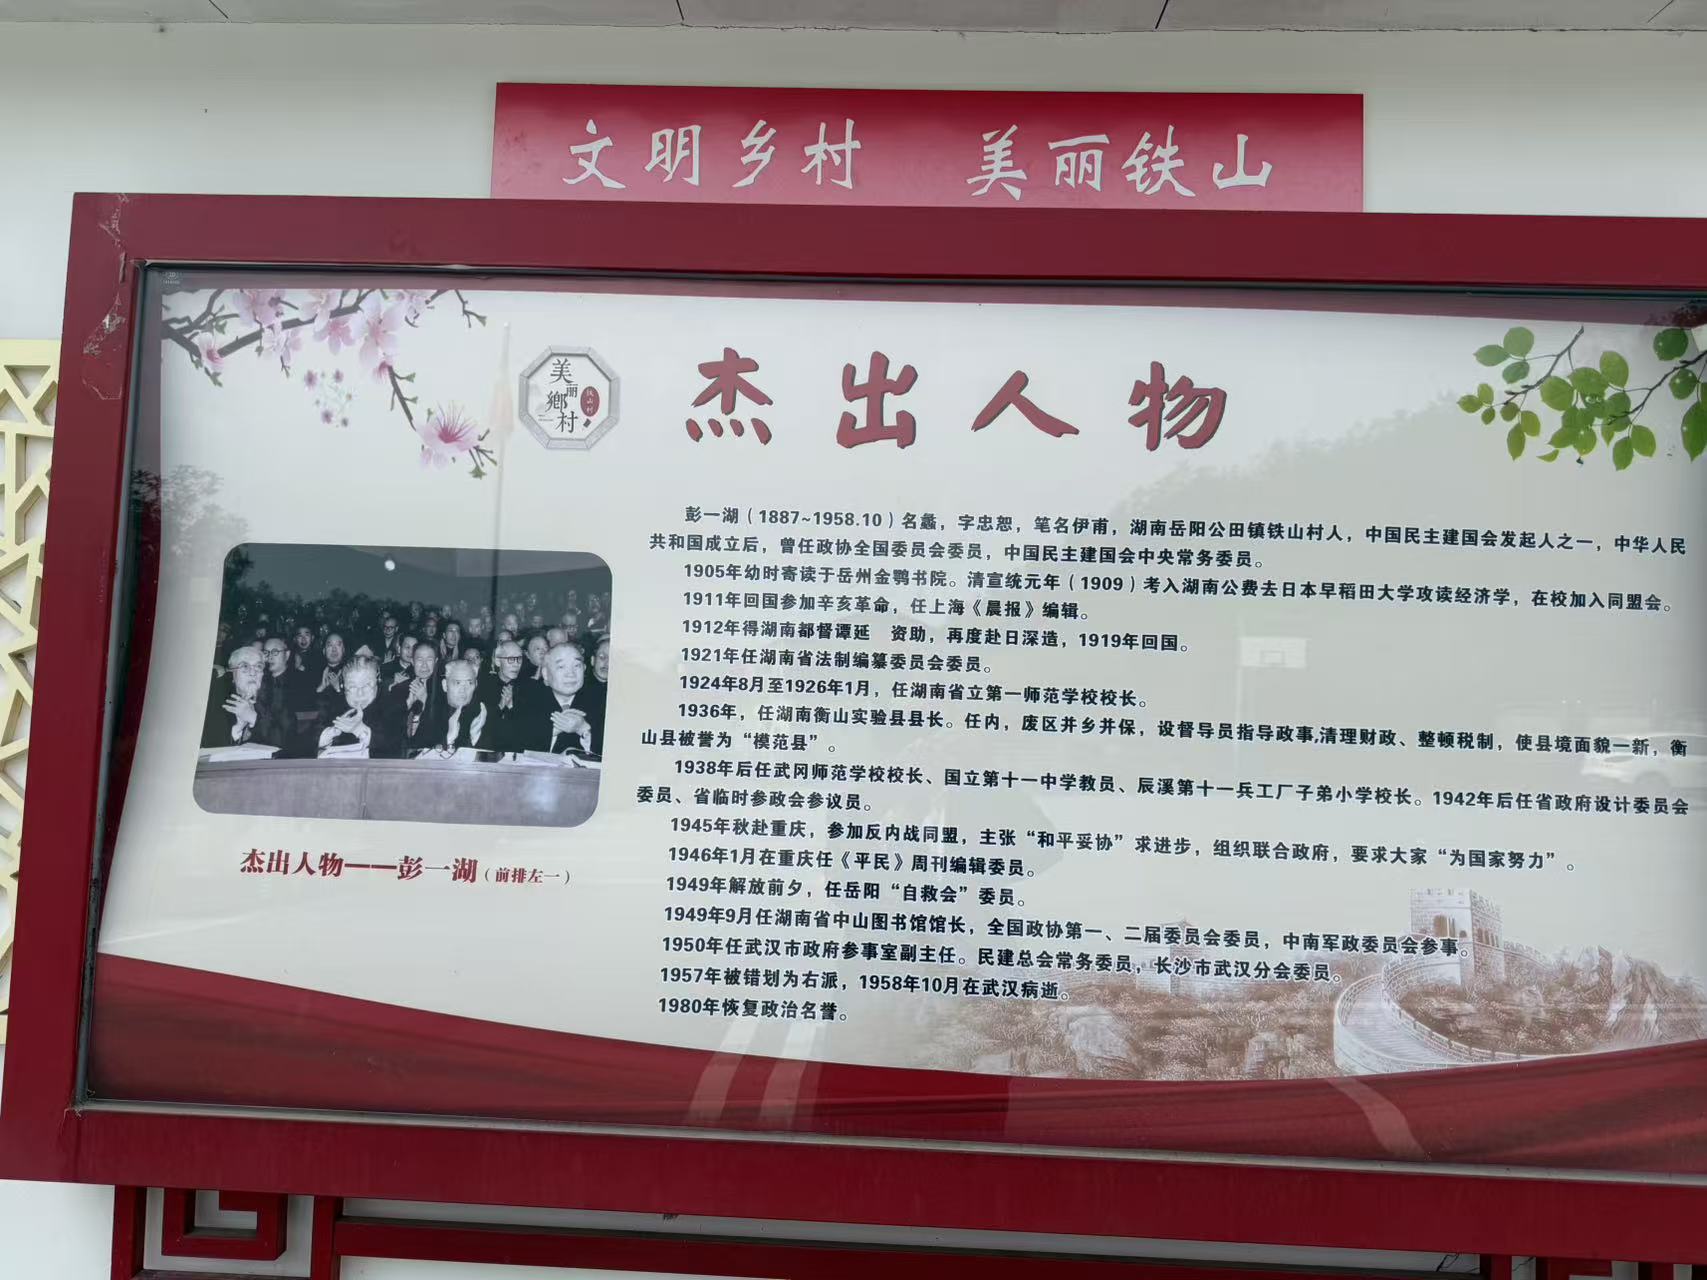 文明乡村 美丽铁山
美丽鄉村
铁山村
杰出人物
彭一湖（1887~1958.10）名蠡，字忠恕，笔名伊甫，湖南岳阳公田镇铁山村人，中国民主建国会发起人之一，中华人民
共和国成立后，曾任政协全国委员会委员，中国民主建国会中央常务委员。
1905年幼时寄读于岳州金鹗书院。清宣统元年（1909）考入湖南公费去日本早稻田大学攻读经济学，在校加入同盟会。
1911年回国参加辛亥革命，任上海《晨报》编辑。
1912年得湖南都督谭延 资助，再度赴日深造，1919年回国。
1921年任湖南省法制编纂委员会委员。
1924年8月至1926年1月，任湖南省立第一师范学校校长。
1936年，任湖南衡山实验县县长。任内，废区并乡并保，设督导员指导政事,清理财政、整顿税制，使县境面貌一新，衡
山县被誉为“模范县”。
1938年后任武冈师范学校校长、国立第十一中学教员、辰溪第十一兵工厂子弟小学校长。1942年后任省政府设计委员会
委员、省临时参政会参议员。
1945年秋赴重庆，参加反内战同盟，主张“和平妥协”求进步，组织联合政府，要求大家“为国家努力”。
1946年1月在重庆任《平民》周刊编辑委员。
1949年解放前夕，任岳阳“自救会”委员。
1949年9月任湖南省中山图书馆馆长，全国政协第一、二届委员会委员，中南军政委员会参事。
1950年任武汉市政府参事室副主任。民建总会常务委员，长沙市武汉分会委员。
1957年被错划为右派，1958年10月在武汉病逝。
1980年恢复政治名誉。
杰出人物——彭一湖（前排左一）